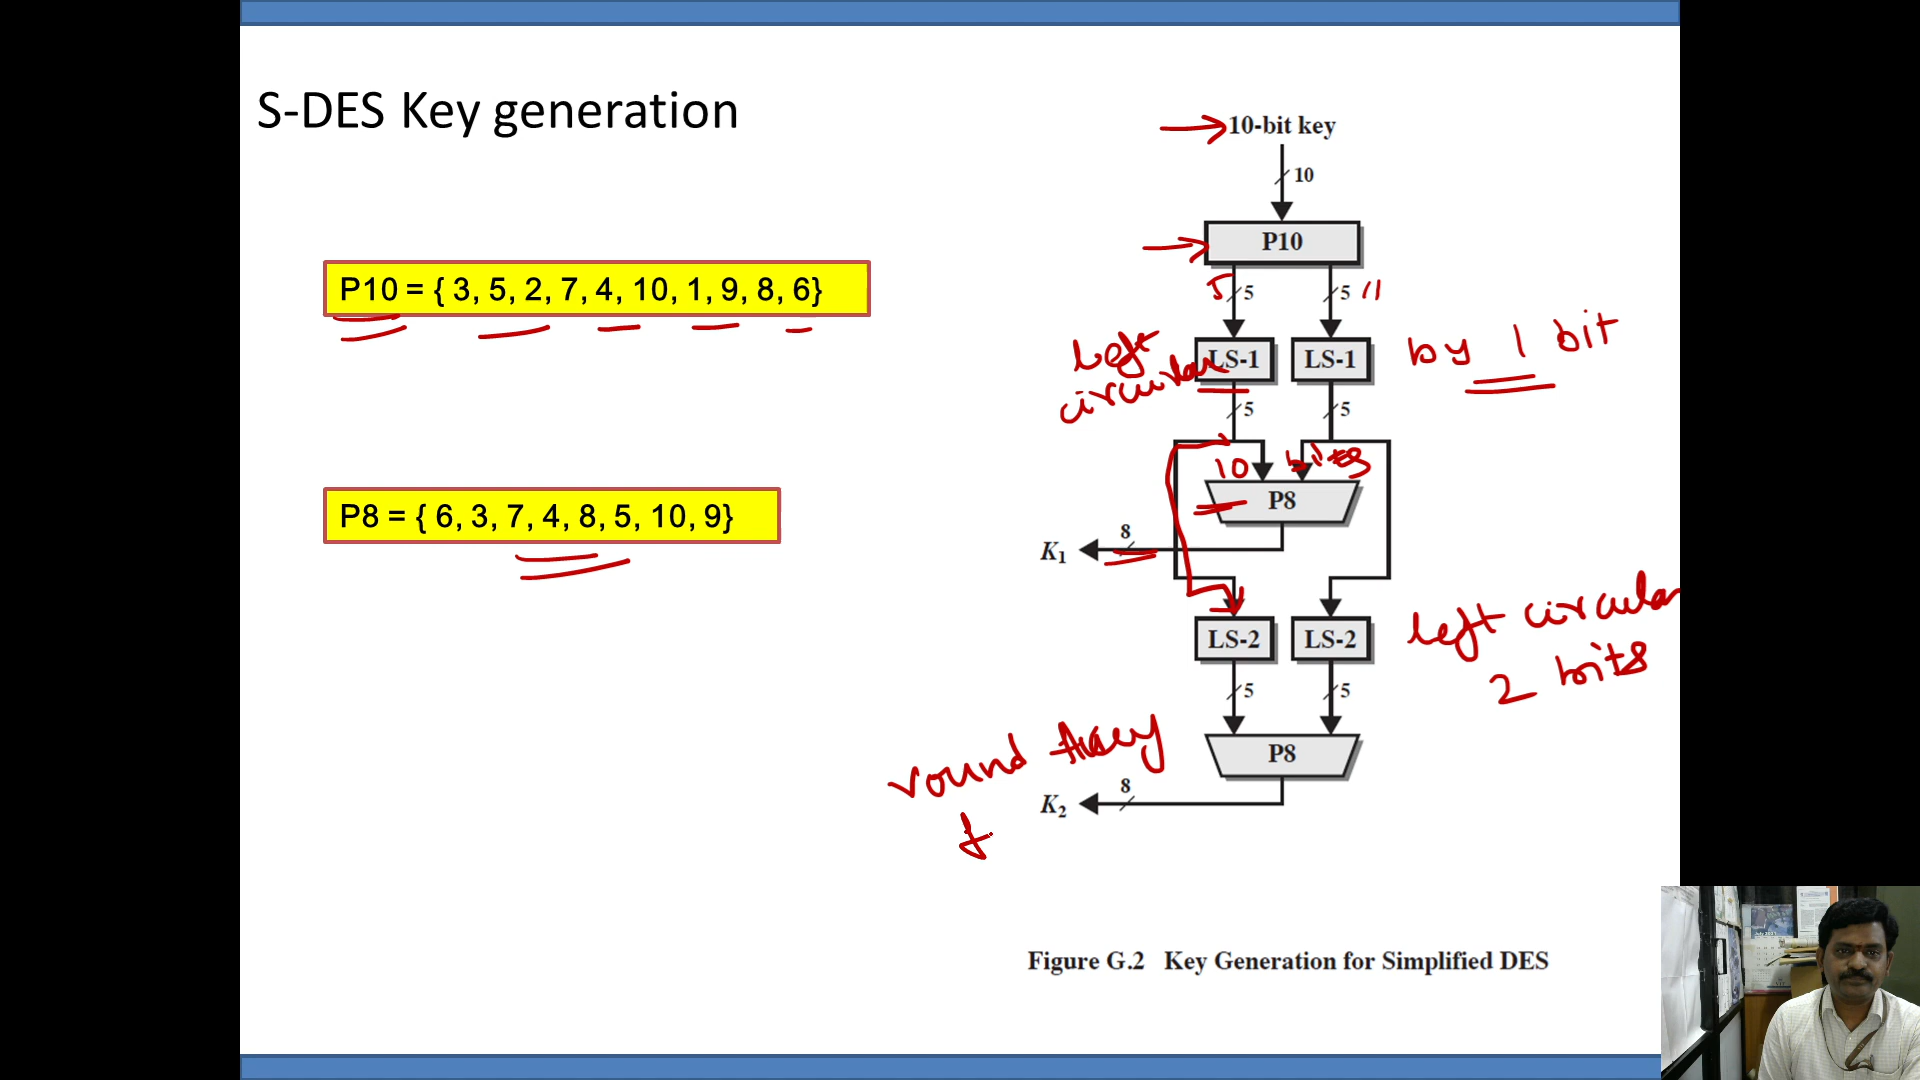 S-DES Key generation
10-bit key
10
P10
P10 = { 3, 5, 2, 7, 4, 10, 1, 9, 8, 6}
5 5 5 11
left
circular
LS-1 LS-1
by 1 bit
5 5
10 bits
P8 = { 6, 3, 7, 4, 8, 5, 10, 9}
P8
K1 8
LS-2 LS-2
left circular
2 bits
5 5
round key
P8
K2 8
Figure G.2 Key Generation for Simplified DES